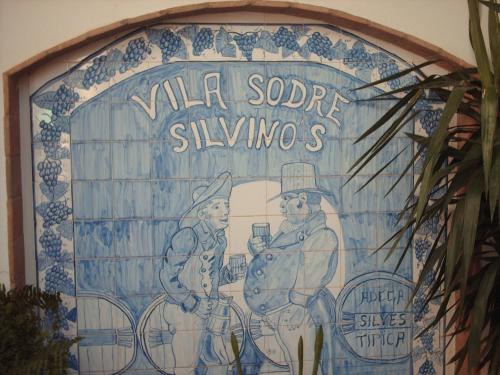 VILA SODRE
SILVINO'S
ADEGA
SILVES
TIPICA